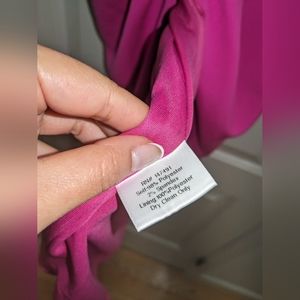 Self:98% Polyester
2% Spandex
Lining 100%Polyester
Dry Clean Only